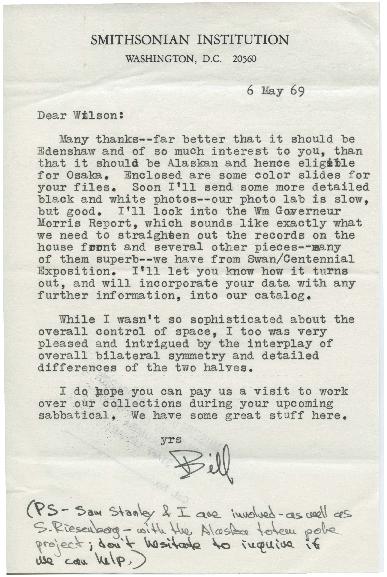 SMITHSONIAN INSTITUTION
WASHINGTON, D.C. 20560
6 May 69
Dear Wilson:
Many thanks--far better that it should be
Edenshaw and of so much interest to you, than
that it should be Alaskan and hence eligible
for Osaka. Enclosed are some color slides for
your files. Soon I'll send some more detailed
black and white photos--our photo lab is slow,
but good. I'll look into the Wm Governeur
Morris Report, which sounds like exactly what
we need to straighten out the records on the
house front and several other pieces--many
of them superb--we have from Swan/Centennial
Exposition. I'll let you know how it turns
out, and will incorporate your data with any
further information, into our catalog.
While I wasn't so sophisticated about the
overall control of space, I too was very
pleased and intrigued by the interplay of
overall bilateral symmetry and detailed
differences of the two halves.
I do hope you can pay us a visit to work
over our collections during your upcoming
sabbatical. We have some great stuff here.
yrs
Bill
(PS - Sam Stanley & I are involved - as well as
S. Riesenberg - with the Alaska totem pole
project; don't hesitate to inquire if
we can help.)